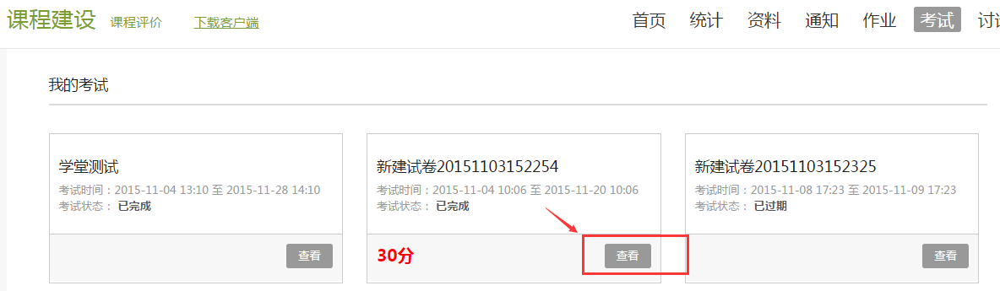 课程建设 课程评价 下载客户端 首页 统计 资料 通知 作业 考试 讨
我的考试
学堂测试
考试时间：2015-11-04 13:10 至 2015-11-28 14:10
考试状态： 已完成
查看
新建试卷20151103152254
考试时间：2015-11-04 10:06 至 2015-11-20 10:06
考试状态： 已完成
30分 查看
新建试卷20151103152325
考试时间：2015-11-08 17:23 至 2015-11-09 17:23
考试状态： 已过期
查看